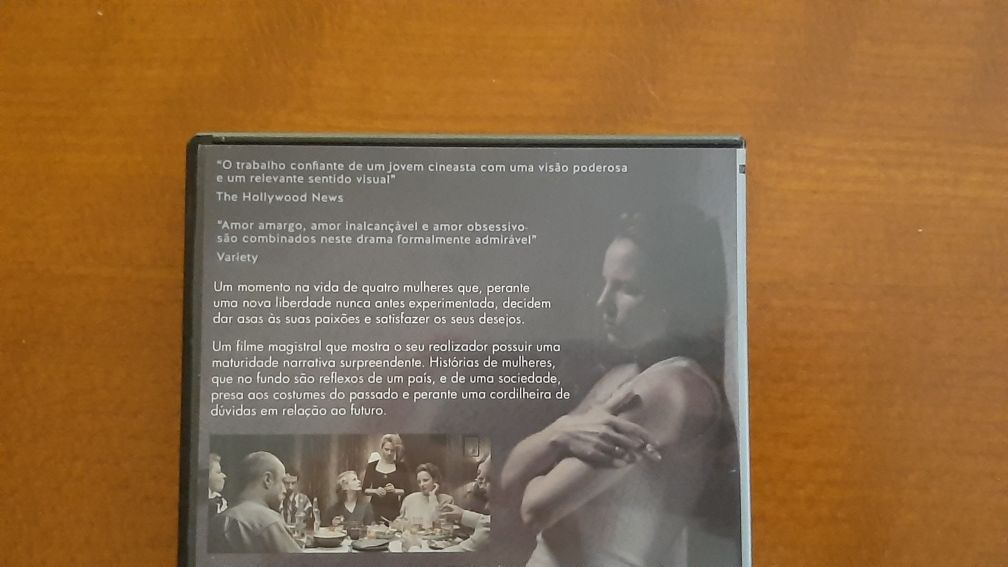 "O trabalho confiante de um jovem cineasta com uma visão poderosa
e um relevante sentido visual"
The Hollywood News
"Amor amargo, amor inalcançável e amor obsessivo
são combinados neste drama formalmente admirável"
Variety
Um momento na vida de quatro mulheres que, perante
uma nova liberdade nunca antes experimentada, decidem
dar asas às suas paixões e satisfazer os seus desejos.
Um filme magistral que mostra o seu realizador possuir uma
maturidade narrativa surpreendente. Histórias de mulheres,
que no fundo são reflexos de um país, e de uma sociedade,
presa aos costumes do passado e perante uma cordilheira de
dúvidas em relação ao futuro.